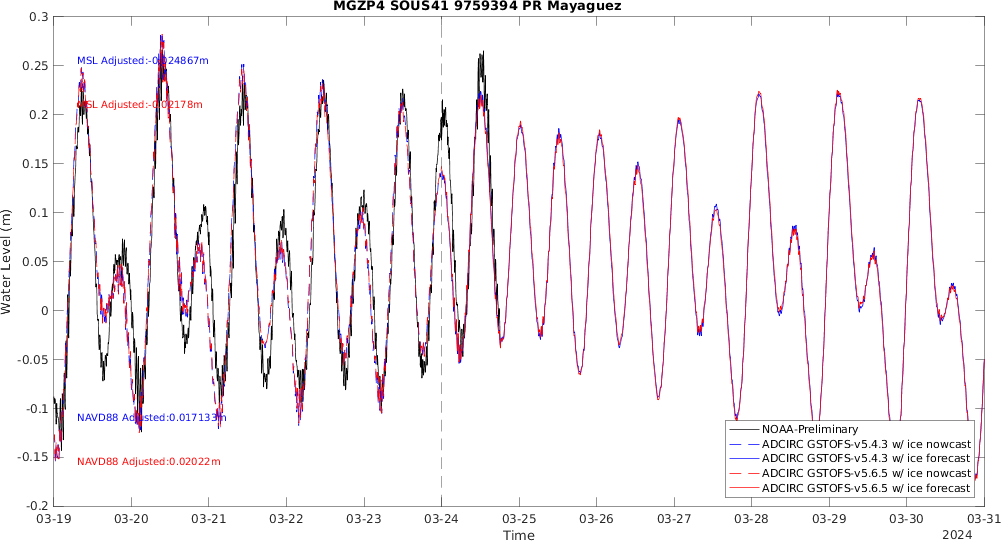 MGZP4 SOUS41 9759394 PR Mayaguez
0.3
0.25
0.2
0.15
0.1
0.05
0
-0.05
-0.1
-0.15
-0.2
Water Level (m)
MSL Adjusted:-0.024867m
MSL Adjusted:-0.02178m
NAVD88 Adjusted:0.017133m
NAVD88 Adjusted:0.02022m
NOAA-Preliminary
ADCIRC GSTOFS-v5.4.3 w/ ice nowcast
ADCIRC GSTOFS-v5.4.3 w/ ice forecast
ADCIRC GSTOFS-v5.6.5 w/ ice nowcast
ADCIRC GSTOFS-v5.6.5 w/ ice forecast
03-19 03-20 03-21 03-22 03-23 03-24 03-25 03-26 03-27 03-28 03-29 03-30 03-31
Time
2024